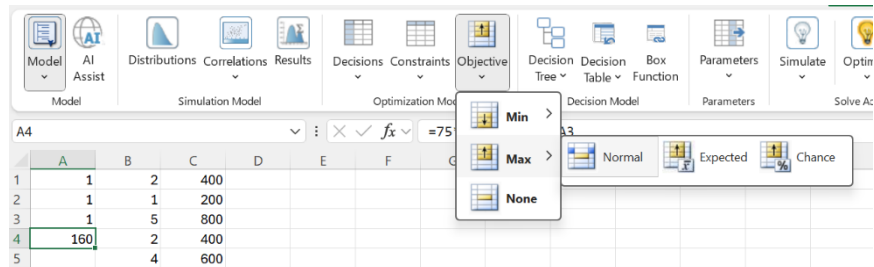 Model AI Assist Distributions Correlations Results Decisions Constraints Objective Decision Tree Decision Table Box Function Parameters Simulate
Model Simulation Model Optimization Decision Model Parameters
A4 fx =75 A3
Min
Max Normal Expected Chance
None
A B C D E F
1 1 2 400
2 1 1 200
3 1 5 800
4 160 2 400
5 4 600